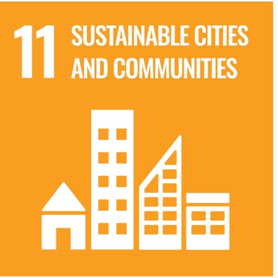 11 SUSTAINABLE CITIES
AND COMMUNITIES